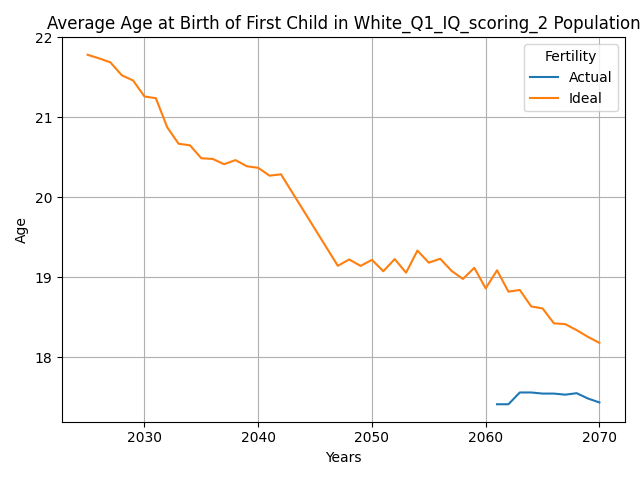 Average Age at Birth of First Child in White_Q1_IQ_scoring_2 Population
Fertility
Actual
Ideal
22
21
20
19
18
Age
2030 2040 2050 2060 2070
Years